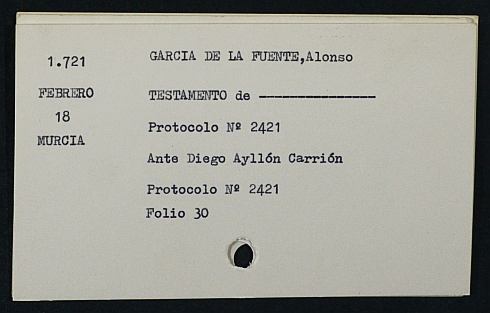 1.721
FEBRERO
18
MURCIA
GARCIA DE LA FUENTE,Alonso
TESTAMENTO de ---------------
Protocolo Nº 2421
Ante Diego Ayllón Carrión
Protocolo Nº 2421
Folio 30